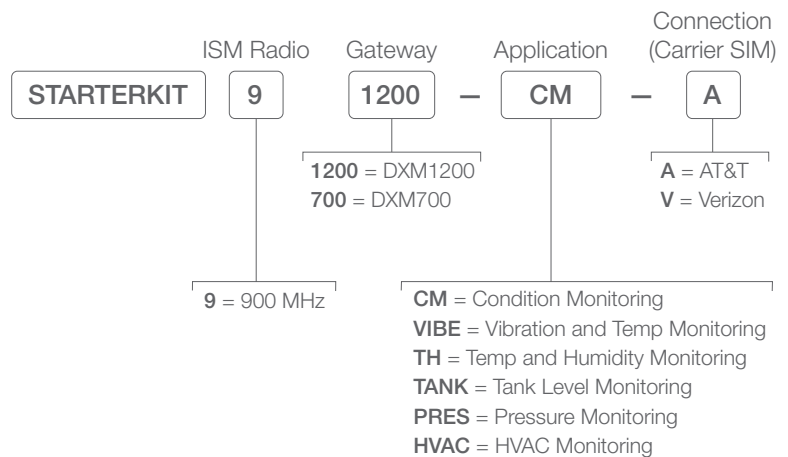 ISM Radio Gateway Application Connection (Carrier SIM)
STARTERKIT 9 1200 – CM – A
1200 = DXM1200
700 = DXM700
A = AT&T
V = Verizon
9 = 900 MHz
CM = Condition Monitoring
VIBE = Vibration and Temp Monitoring
TH = Temp and Humidity Monitoring
TANK = Tank Level Monitoring
PRES = Pressure Monitoring
HVAC = HVAC Monitoring